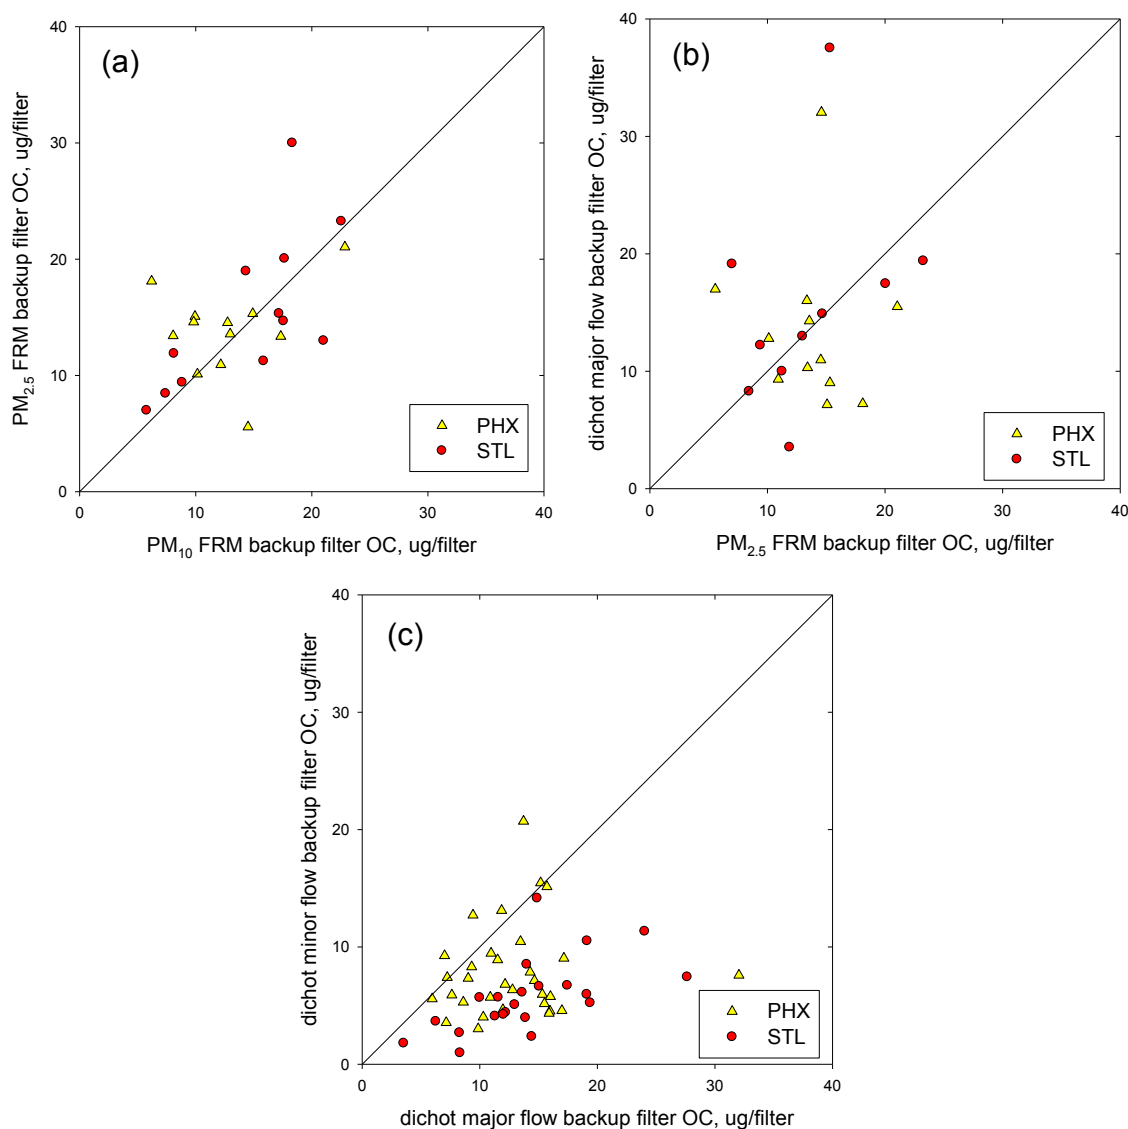 (a)
PM2.5 FRM backup filter OC, ug/filter
40
30
20
10
0
0 10 20 30 40
PM10 FRM backup filter OC, ug/filter
PHX
STL
(b)
dichot major flow backup filter OC, ug/filter
40
30
20
10
0
0 10 20 30 40
PM2.5 FRM backup filter OC, ug/filter
PHX
STL
(c)
dichot minor flow backup filter OC, ug/filter
40
30
20
10
0
0 10 20 30 40
dichot major flow backup filter OC, ug/filter
PHX
STL